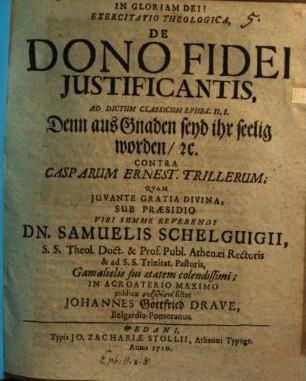 IN GLORIAM DEI!
EXERCITATIO THEOLOGICA, 5.
DE
DONO FIDEI
JUSTIFICANTIS,
AD DICTUM CLASSICUM EPHES. II, 8.
Denn aus Gnaden seyd ihr seelig
worden/ ꝛc.
CONTRA
CASPARUM ERNEST. TRILLERUM;
QUAM
JUVANTE GRATIA DIVINA,
SUB PRÆSIDIO
VIRI SUMME REVERENDI
DN. SAMUELIS SCHELGUIGII,
S. S. Theol. Doct. & Prof. Publ. Athenæi Rectoris
& ad S. S. Trinitat. Pastoris,
Gamalielis sui ætatem colendissimi;
IN ACROATERIO MAXIMO
publicæ sistet
JOHANNES Gottfried DRAVE,
Belgardia-Pomeranus.
GEDANI,
Typis JO. ZACHARIÆ STOLLII, Athenæi Typogr.
Anno 1710.